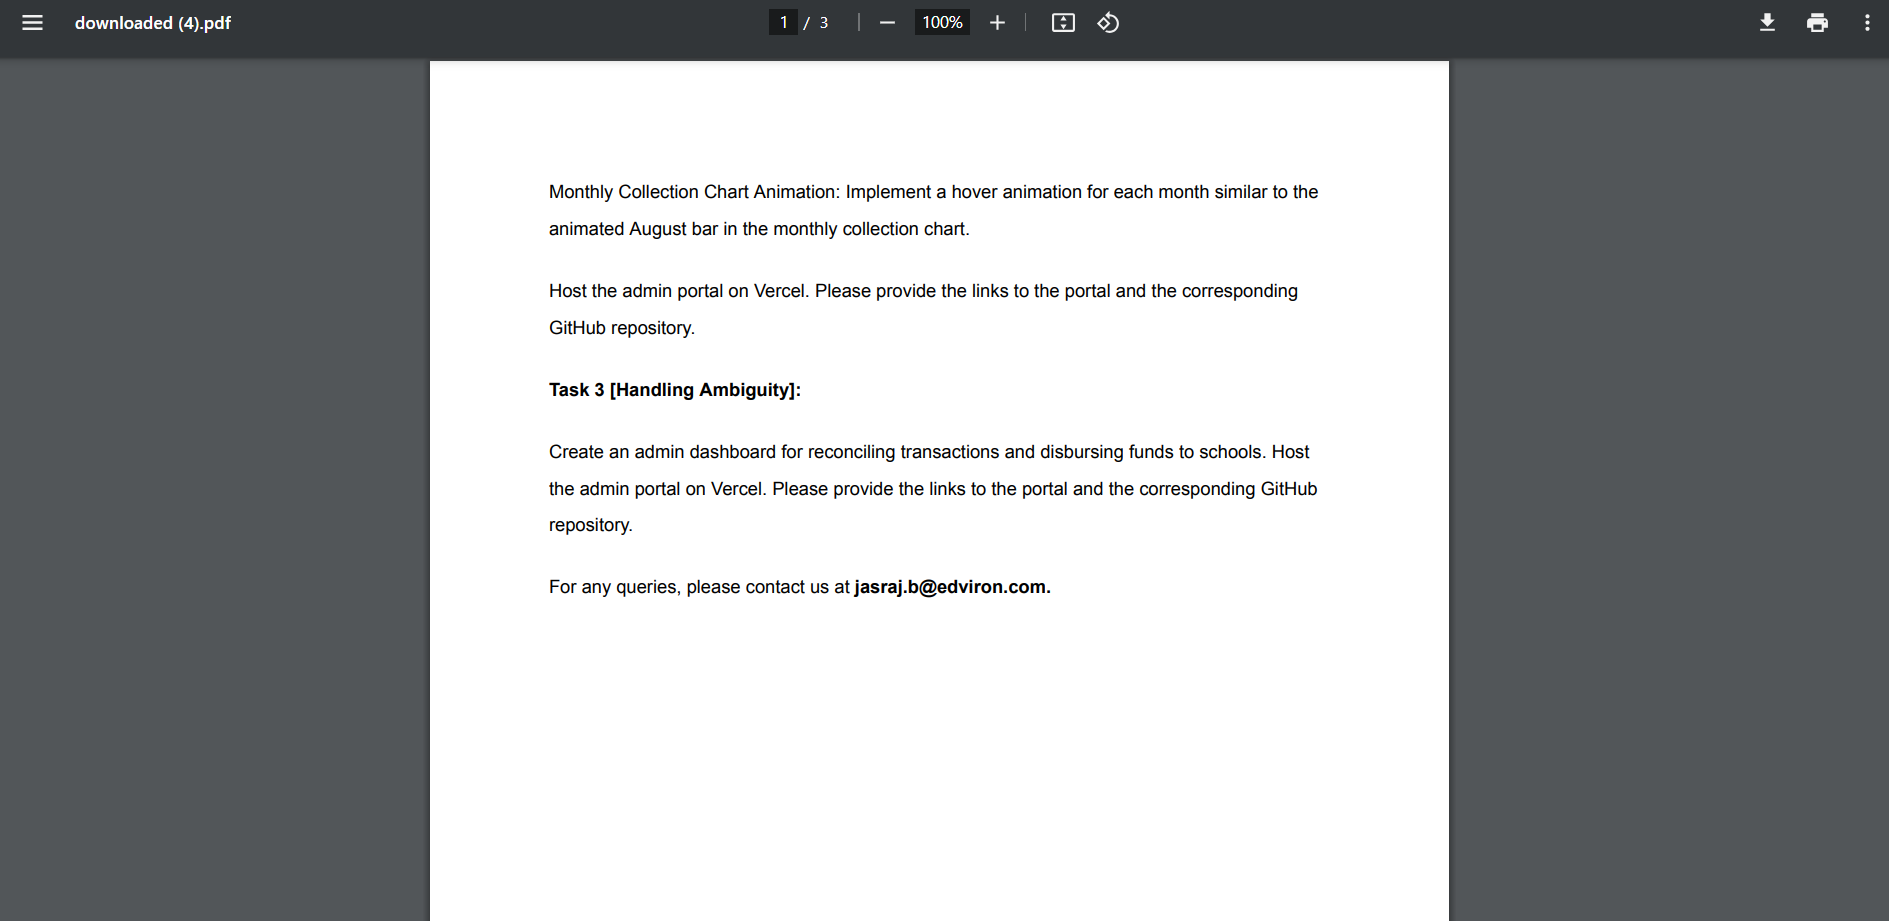 downloaded (4).pdf
1 / 3
100%
Monthly Collection Chart Animation: Implement a hover animation for each month similar to the
animated August bar in the monthly collection chart.
Host the admin portal on Vercel. Please provide the links to the portal and the corresponding
GitHub repository.
Task 3 [Handling Ambiguity]:
Create an admin dashboard for reconciling transactions and disbursing funds to schools. Host
the admin portal on Vercel. Please provide the links to the portal and the corresponding GitHub
repository.
For any queries, please contact us at jasraj.b@edviron.com.